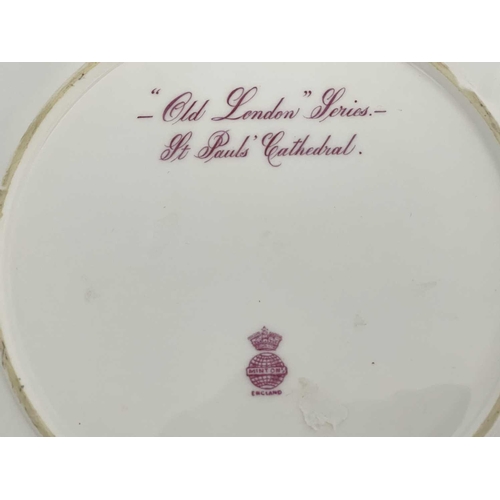 — "Old London" Series. —
St Pauls' Cathedral.
MINTONS
ENGLAND